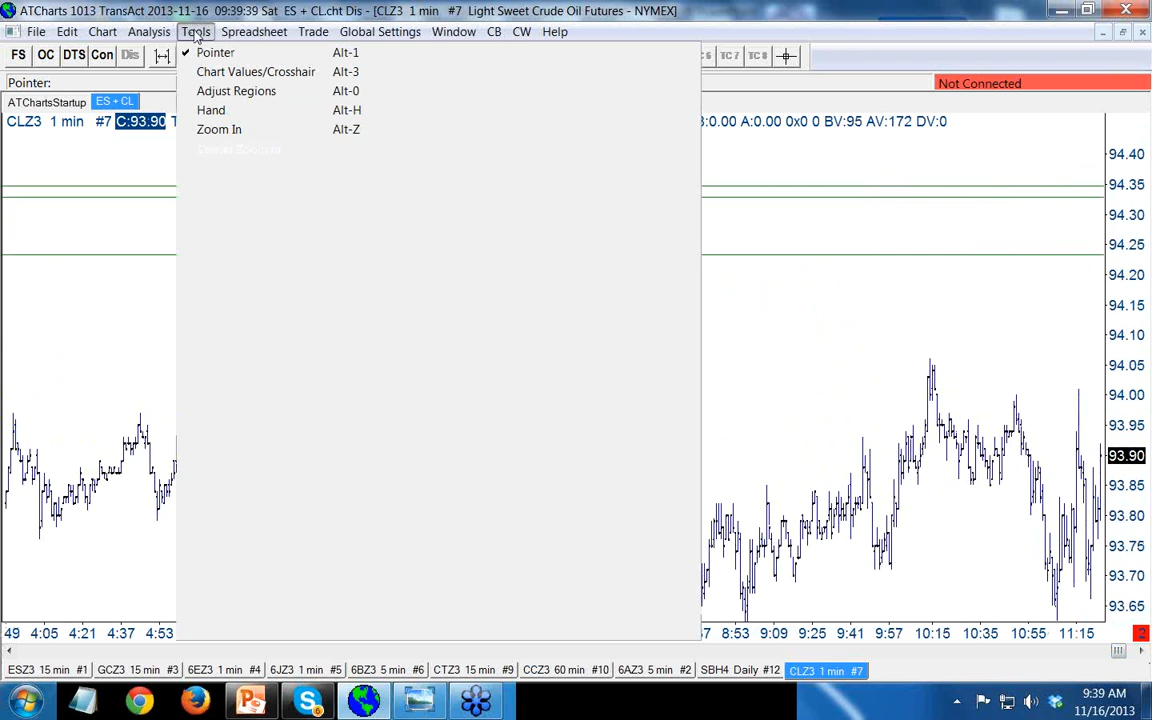 ATCharts 1013 TransAct 2013-11-16 09:39:39 Sat ES + CL.cht Dis - [CLZ3 1 min #7 Light Sweet Crude Oil Futures - NYMEX]
File Edit Chart Analysis Tools Spreadsheet Trade Global Settings Window CB CW Help
FS OC DTS Con Dis TC 7 TC 8
Pointer Alt-1
Chart Values/Crosshair Alt-3
Adjust Regions Alt-0
Hand Alt-H
Zoom In Alt-Z
Pointer:
Not Connected
ATChartsStartup ES + CL
CLZ3 1 min #7 C:93.90
:0.00 A:0.00 0x0 0 BV:95 AV:172 DV:0
94.40
94.35
94.30
94.25
94.20
94.15
94.10
94.05
94.00
93.95
93.90
93.85
93.80
93.75
93.70
93.65
49 4:05 4:21 4:37 4:53 8:53 9:09 9:25 9:41 9:57 10:15 10:35 10:55 11:15 2
ESZ3 15 min #1 GCZ3 15 min #3 6EZ3 1 min #4 6JZ3 1 min #5 6BZ3 5 min #6 CTZ3 15 min #9 CCZ3 60 min #10 6AZ3 5 min #2 SBH4 Daily #12 CLZ3 1 min #7
9:39 AM
11/16/2013